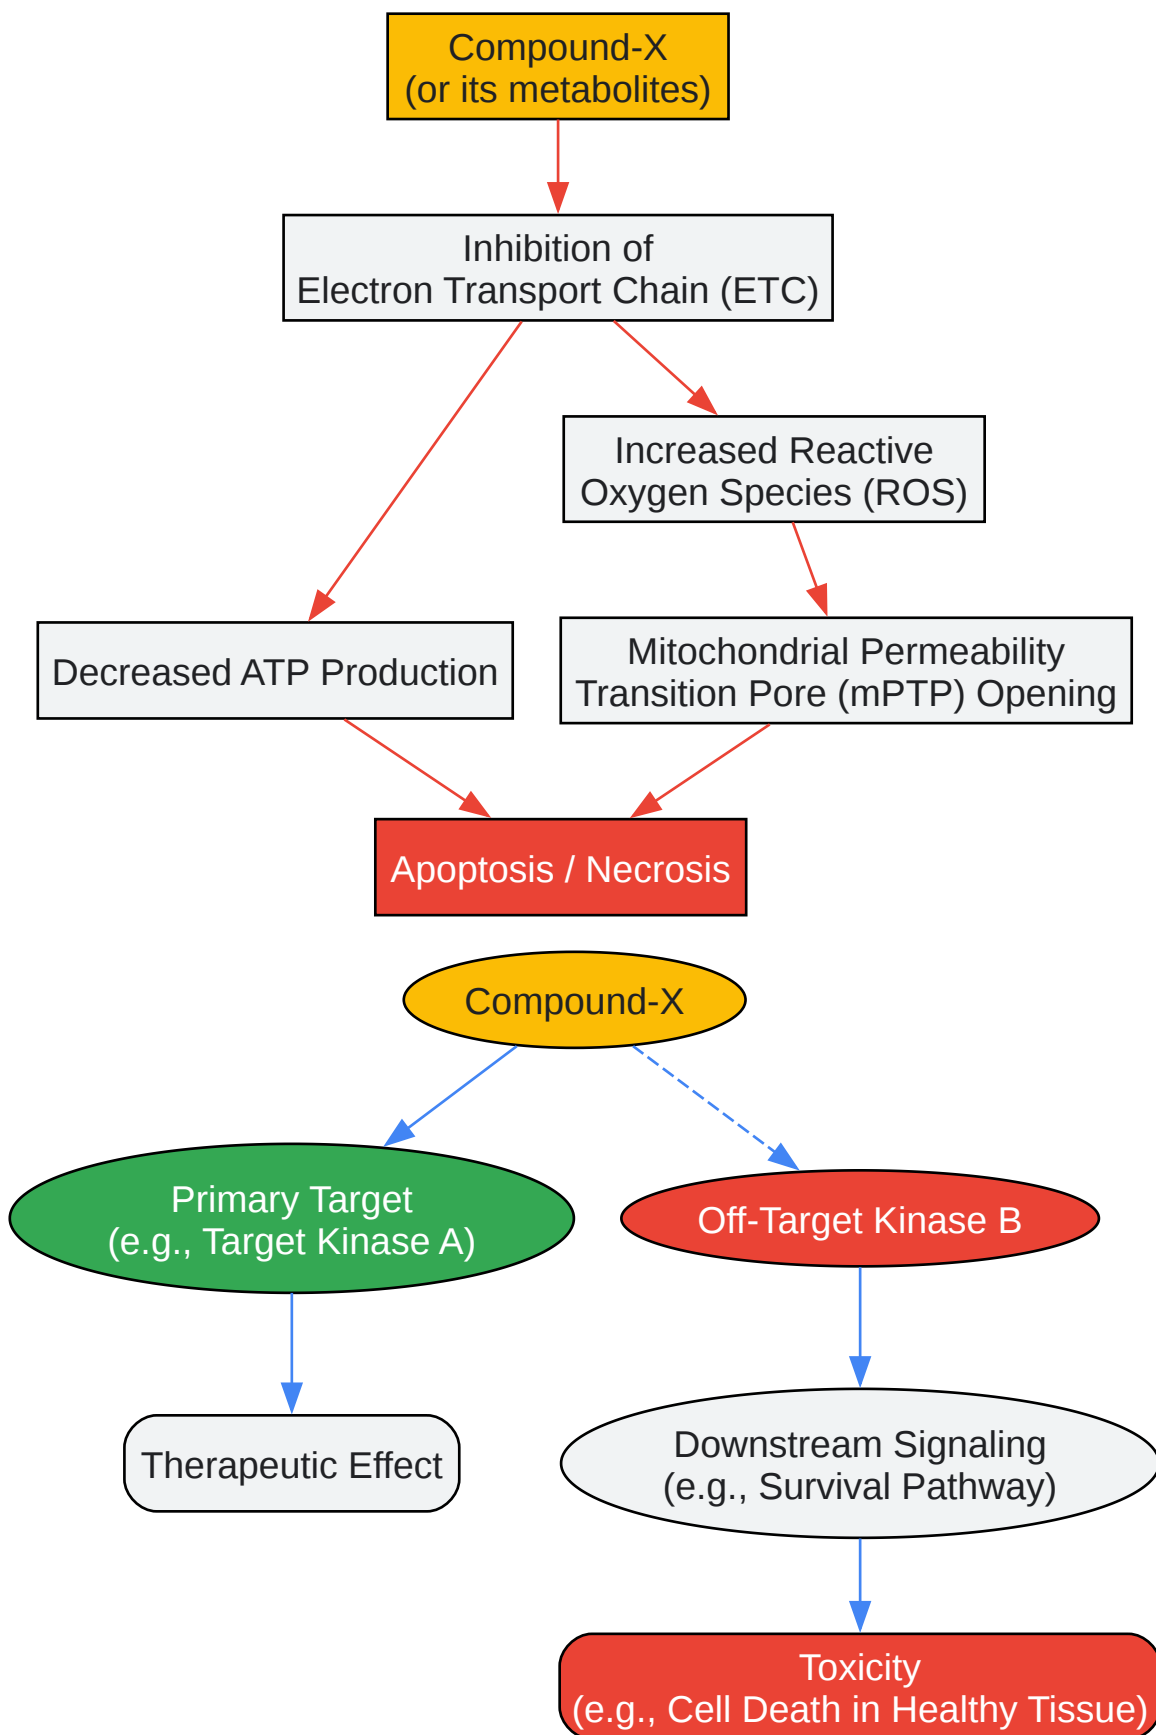 Compound-X
(or its metabolites)
Inhibition of
Electron Transport Chain (ETC)
Increased Reactive
Oxygen Species (ROS)
Decreased ATP Production
Mitochondrial Permeability
Transition Pore (mPTP) Opening
Apoptosis / Necrosis
Compound-X
Primary Target
(e.g., Target Kinase A)
Off-Target Kinase B
Therapeutic Effect
Downstream Signaling
(e.g., Survival Pathway)
Toxicity
(e.g., Cell Death in Healthy Tissue)